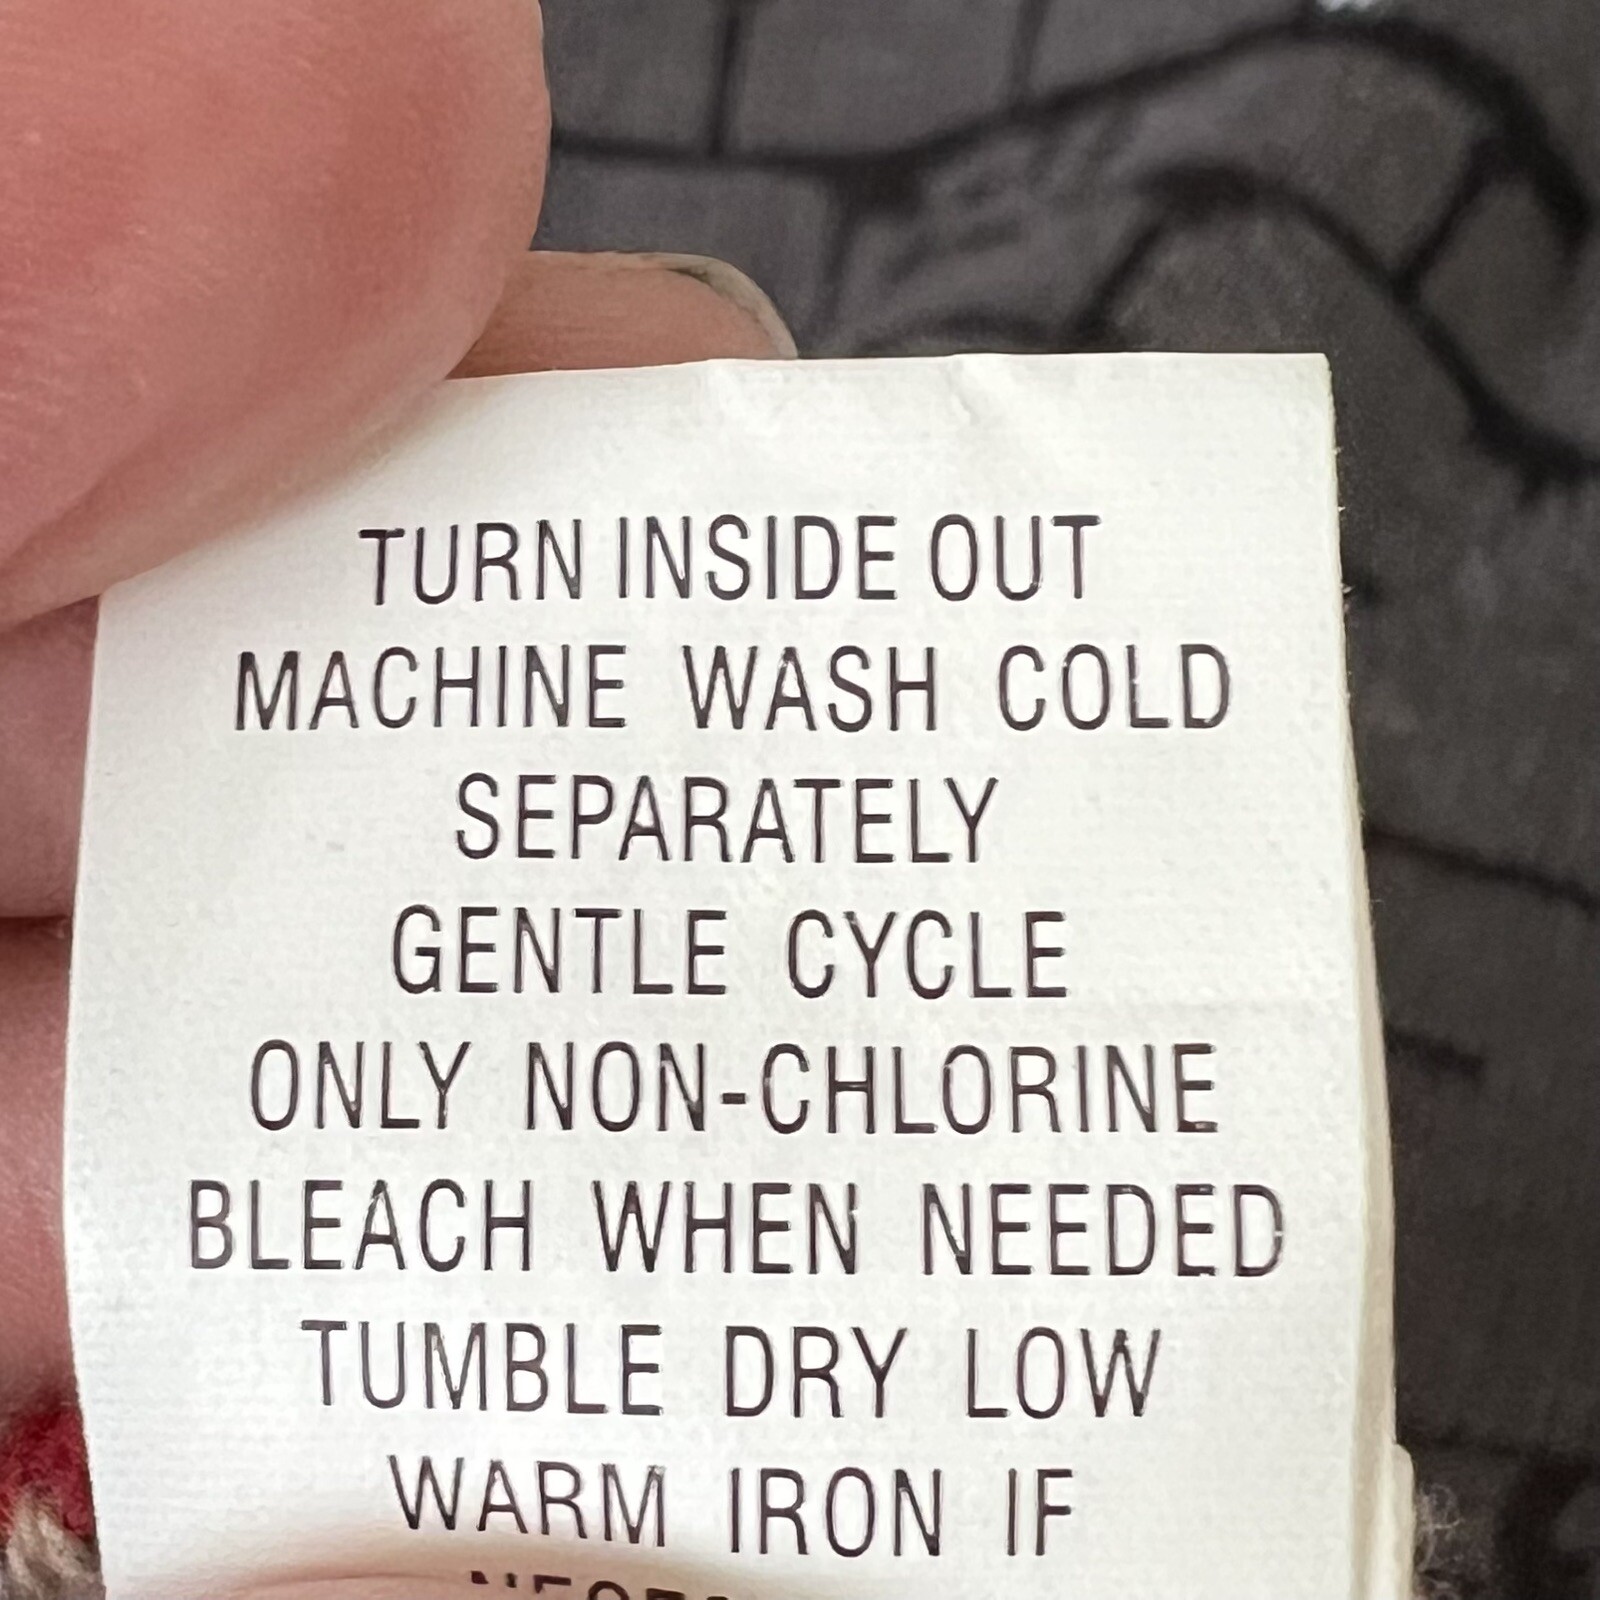 TURN INSIDE OUT
MACHINE WASH COLD
SEPARATELY
GENTLE CYCLE
ONLY NON-CHLORINE
BLEACH WHEN NEEDED
TUMBLE DRY LOW
WARM IRON IF